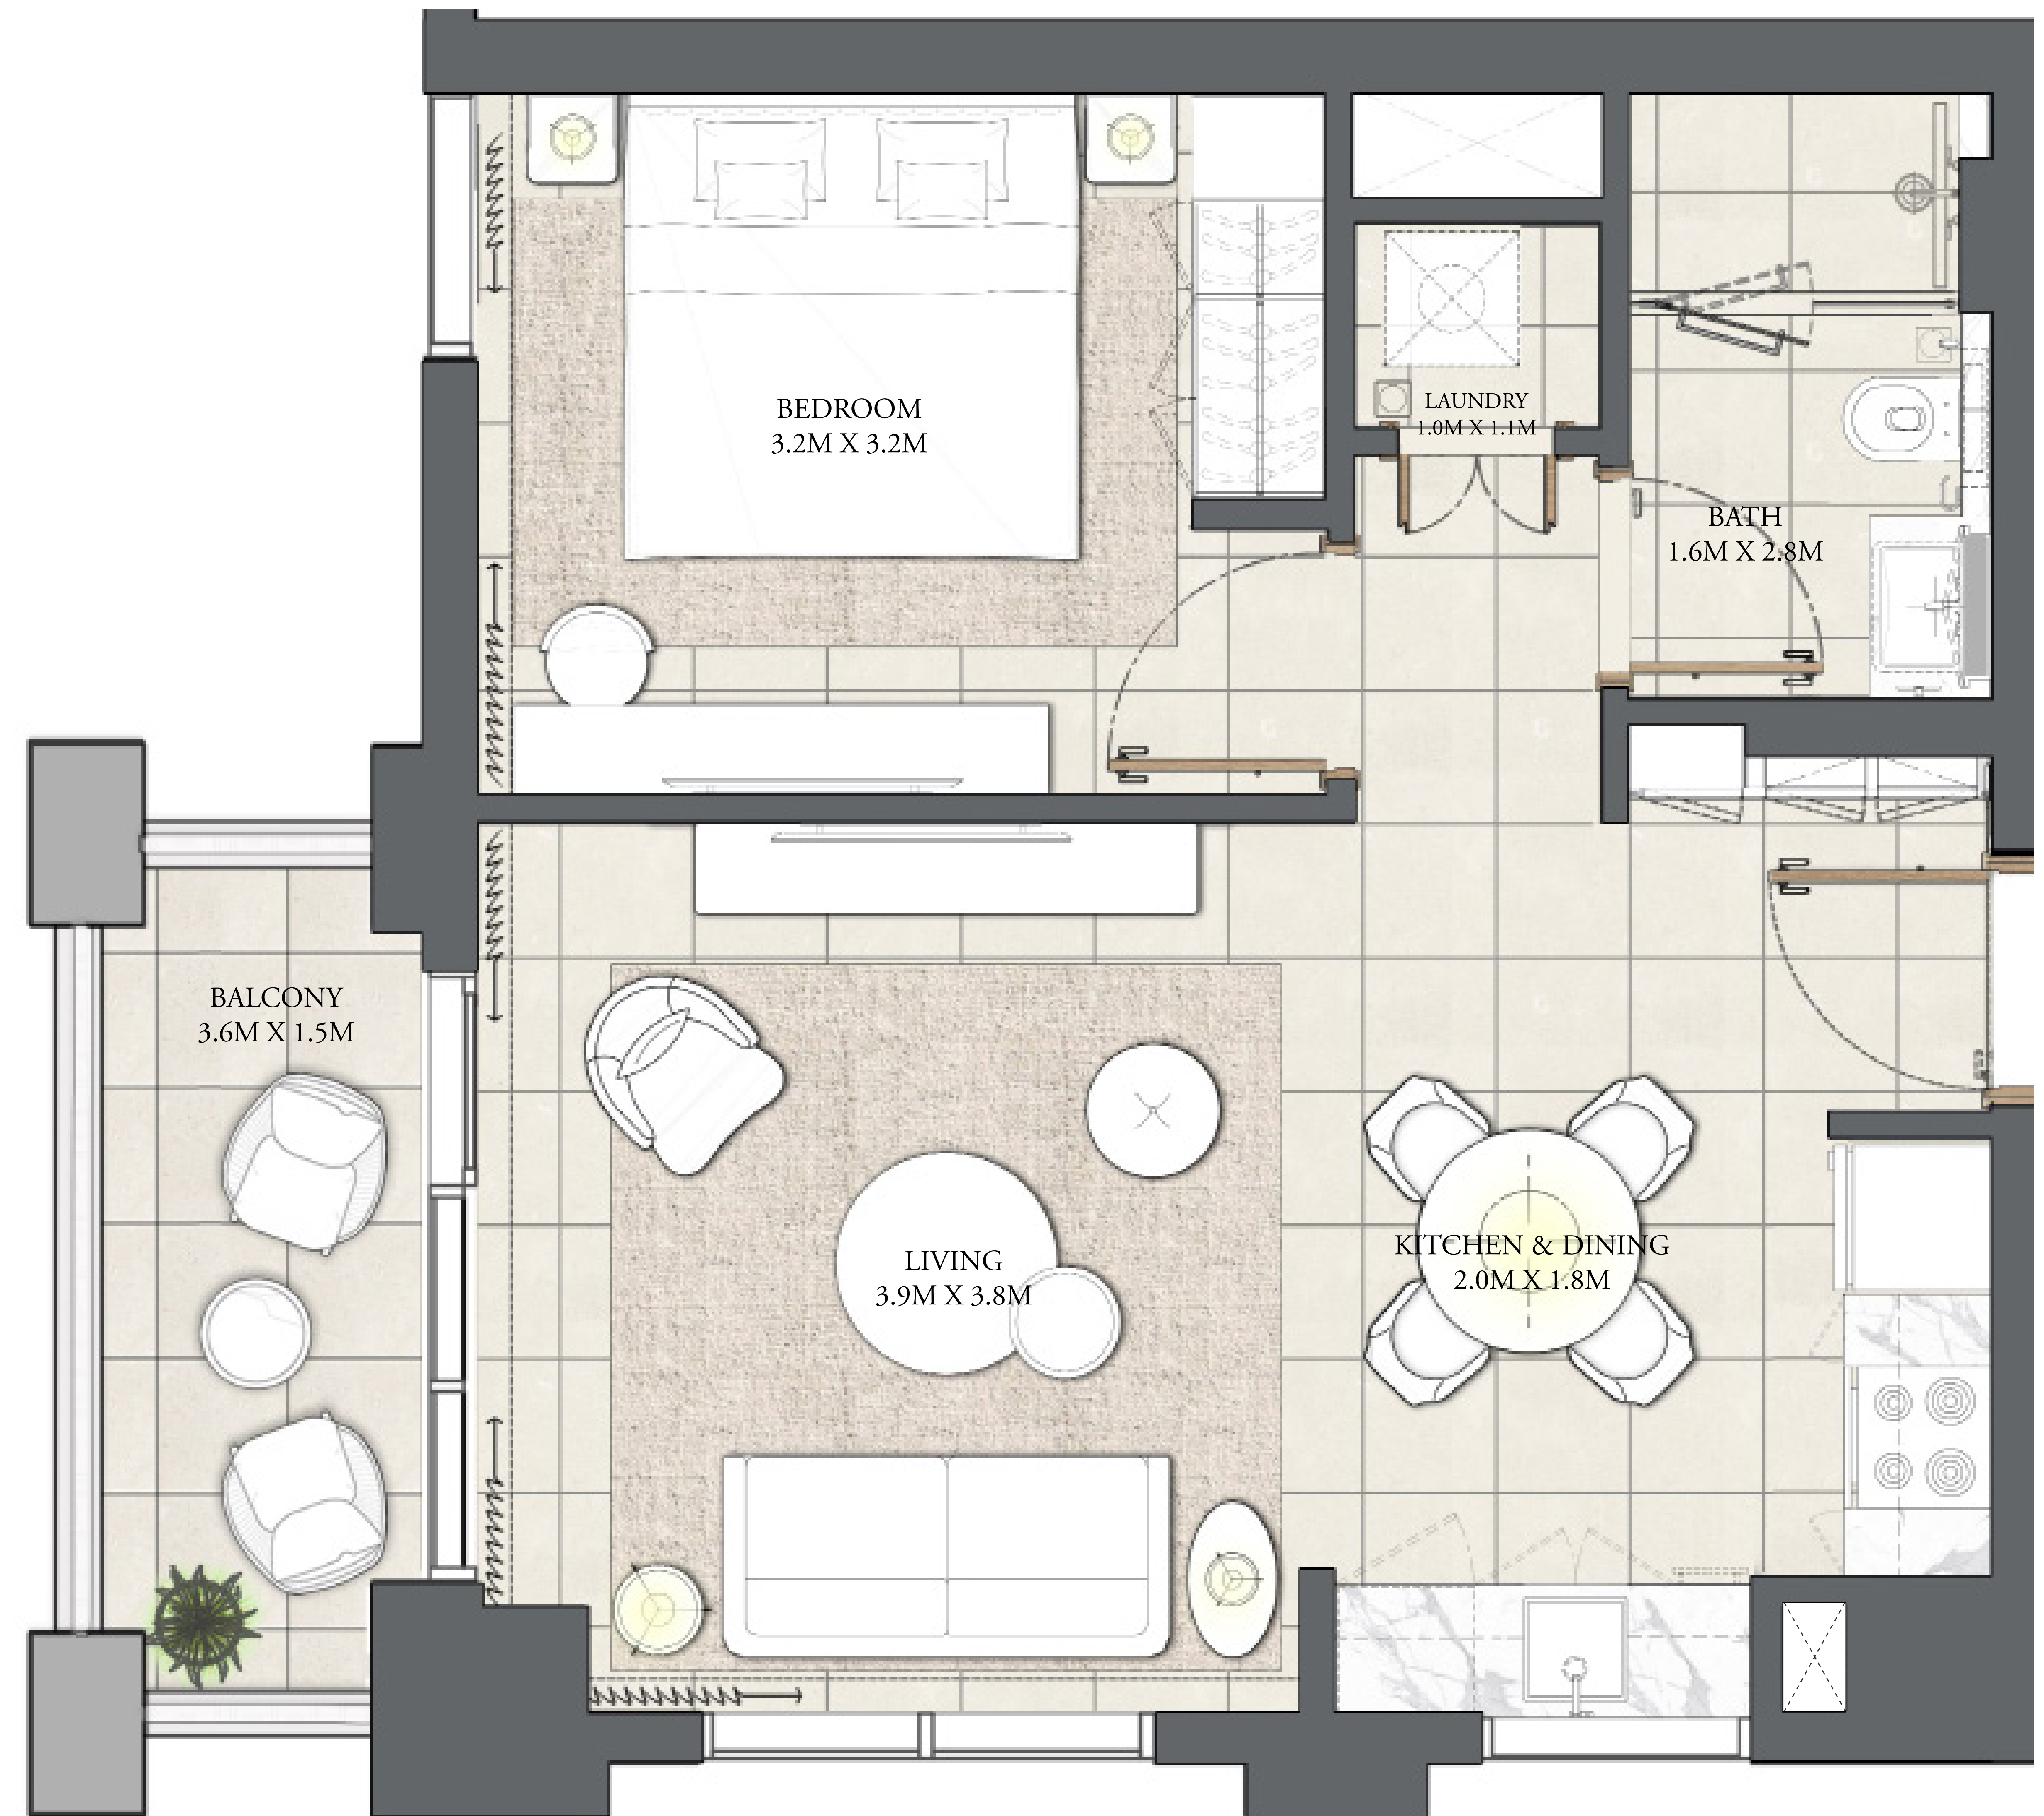 BEDROOM
3.2M X 3.2M
LAUNDRY
1.0M X 1.1M
BATH
1.6M X 2.8M
BALCONY
3.6M X 1.5M
LIVING
3.9M X 3.8M
KITCHEN & DINING
2.0M X 1.8M